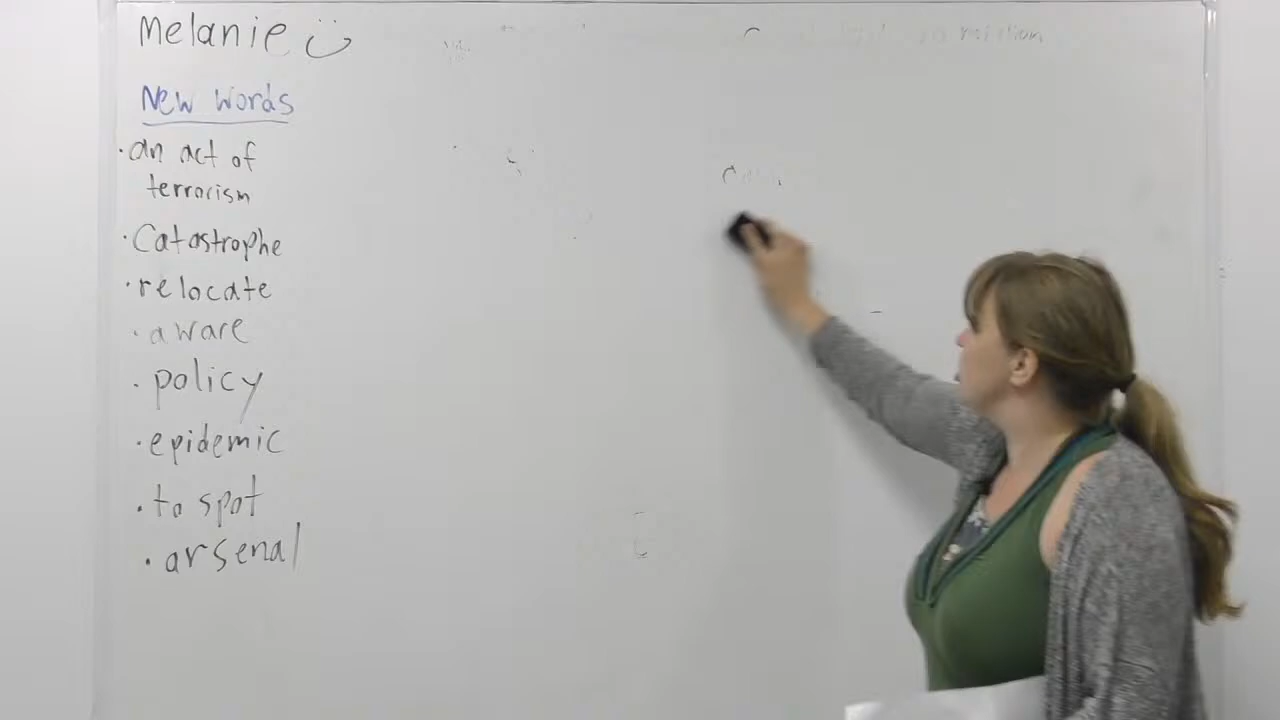 Melanie
New Words
· an act of
terrorism
· Catastrophe
· relocate
· aware
· policy
· epidemic
· to spot
· arsenal